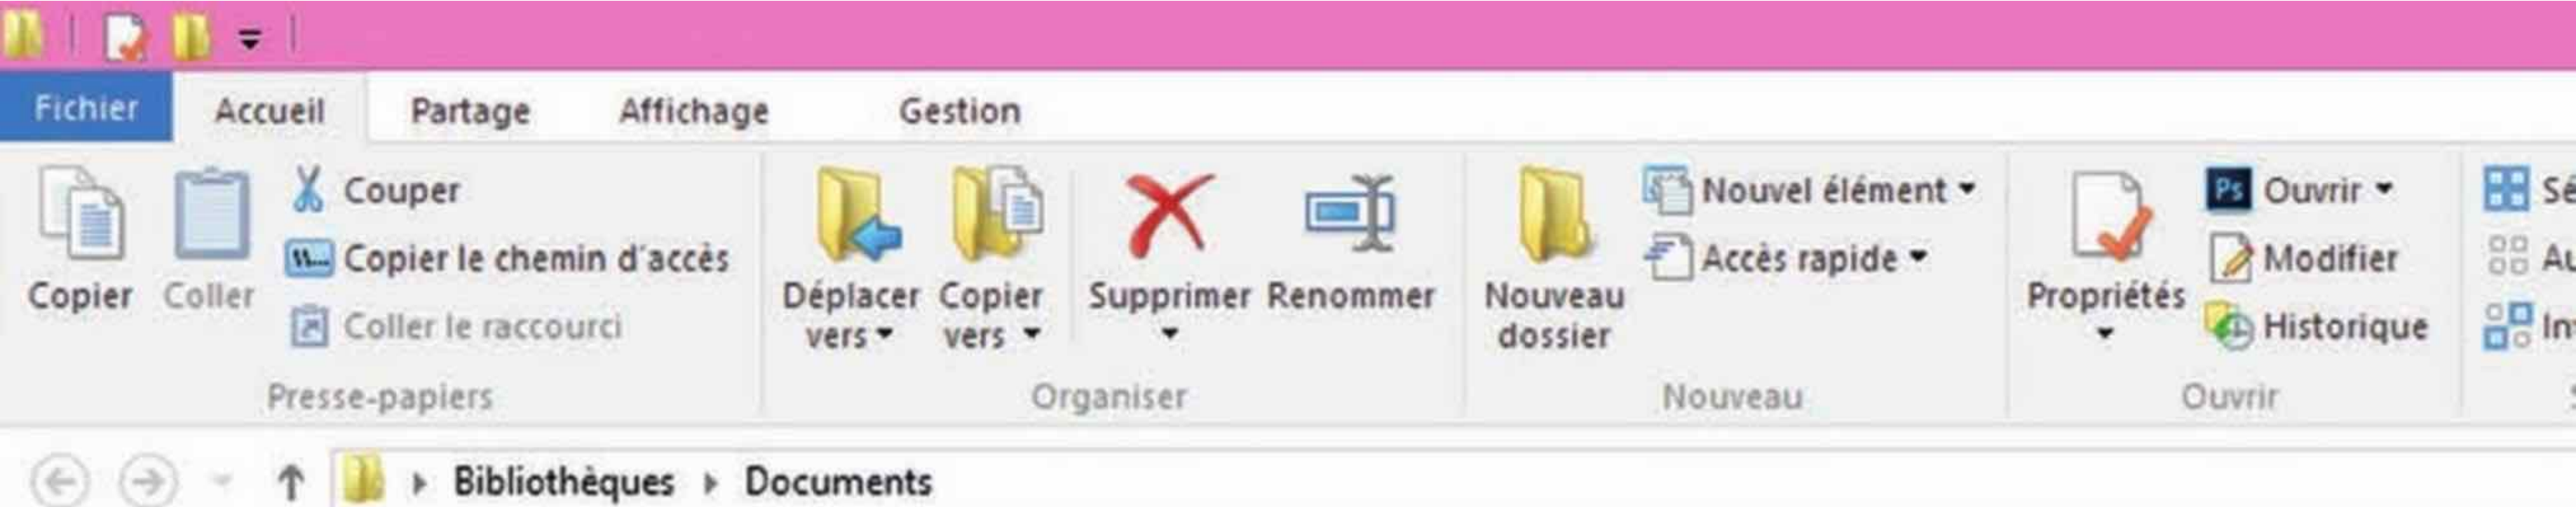 Fichier Accueil Partage Affichage Gestion
Copier
Coller
Couper
Copier le chemin d'accès
Coller le raccourci
Presse-papiers
Déplacer
vers
Copier
vers
Supprimer
Renommer
Organiser
Nouveau
dossier
Nouvel élément
Accès rapide
Nouveau
Propriétés
Ps Ouvrir
Modifier
Historique
Ouvrir
Bibliothèques Documents